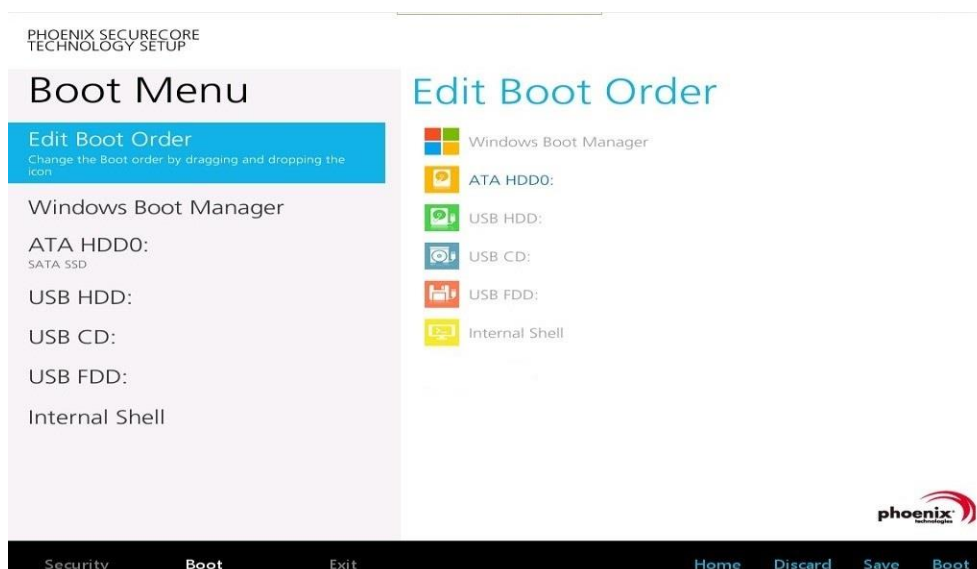 PHOENIX SECURECORE
TECHNOLOGY SETUP
Boot Menu
Edit Boot Order
Change the Boot order by dragging and dropping the
icon
Windows Boot Manager
ATA HDD0:
SATA SSD
USB HDD:
USB CD:
USB FDD:
Internal Shell
Edit Boot Order
Windows Boot Manager
ATA HDD0:
USB HDD:
USB CD:
USB FDD:
Internal Shell
phoenix
technologies
Security Boot Exit Home Discard Save Boot